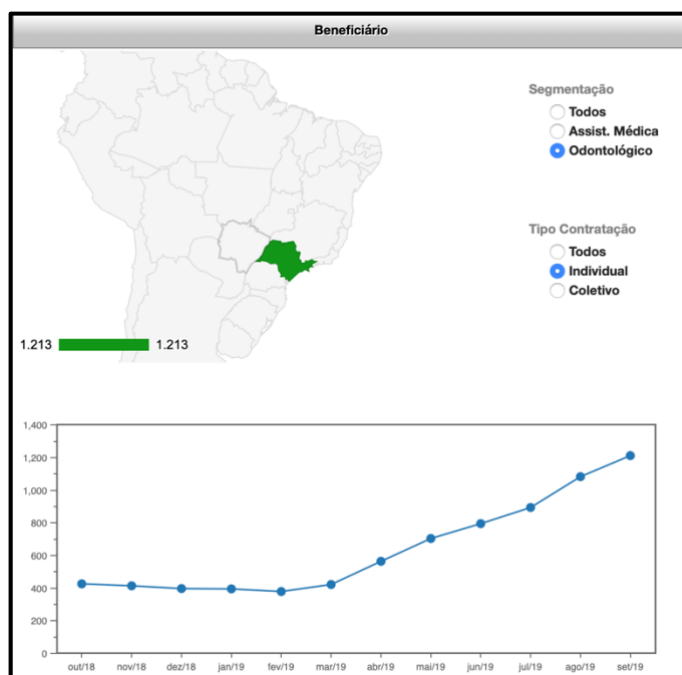 Beneficiário
Segmentação
Todos
Assist. Médica
Odontológico
Tipo Contratação
Todos
Individual
Coletivo
1.213 1.213
1,400
1,200
1,000
800
600
400
200
0
out/18 nov/18 dez/18 jan/19 fev/19 mar/19 abr/19 mai/19 jun/19 jul/19 ago/19 set/19